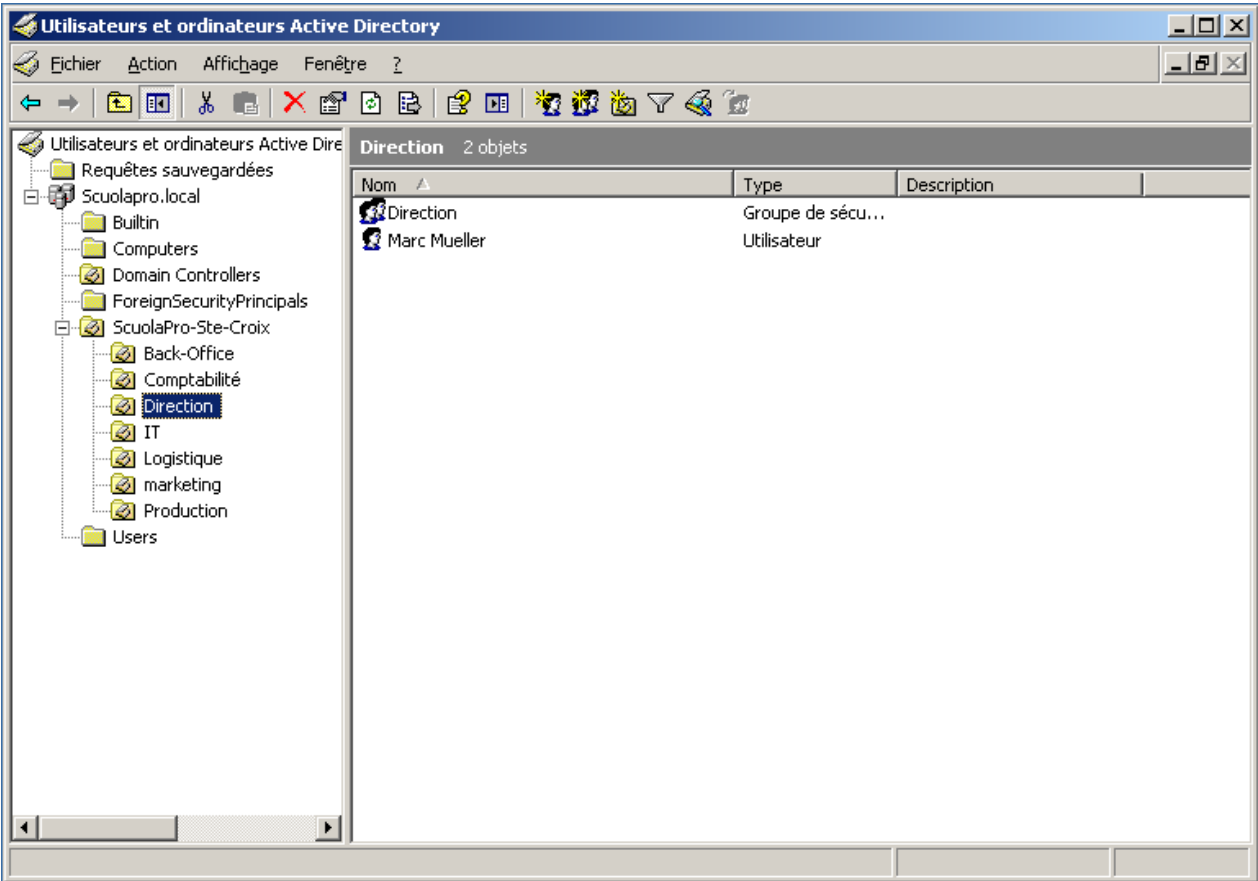 Utilisateurs et ordinateurs Active Directory
Fichier Action Affichage Fenêtre ?
Utilisateurs et ordinateurs Active Dire
Requêtes sauvegardées
Scuolapro.local
Builtin
Computers
Domain Controllers
ForeignSecurityPrincipals
ScuolaPro-Ste-Croix
Back-Office
Comptabilité
Direction
IT
Logistique
marketing
Production
Users
Direction 2 objets
Nom Type Description
Direction Groupe de sécu...
Marc Mueller Utilisateur